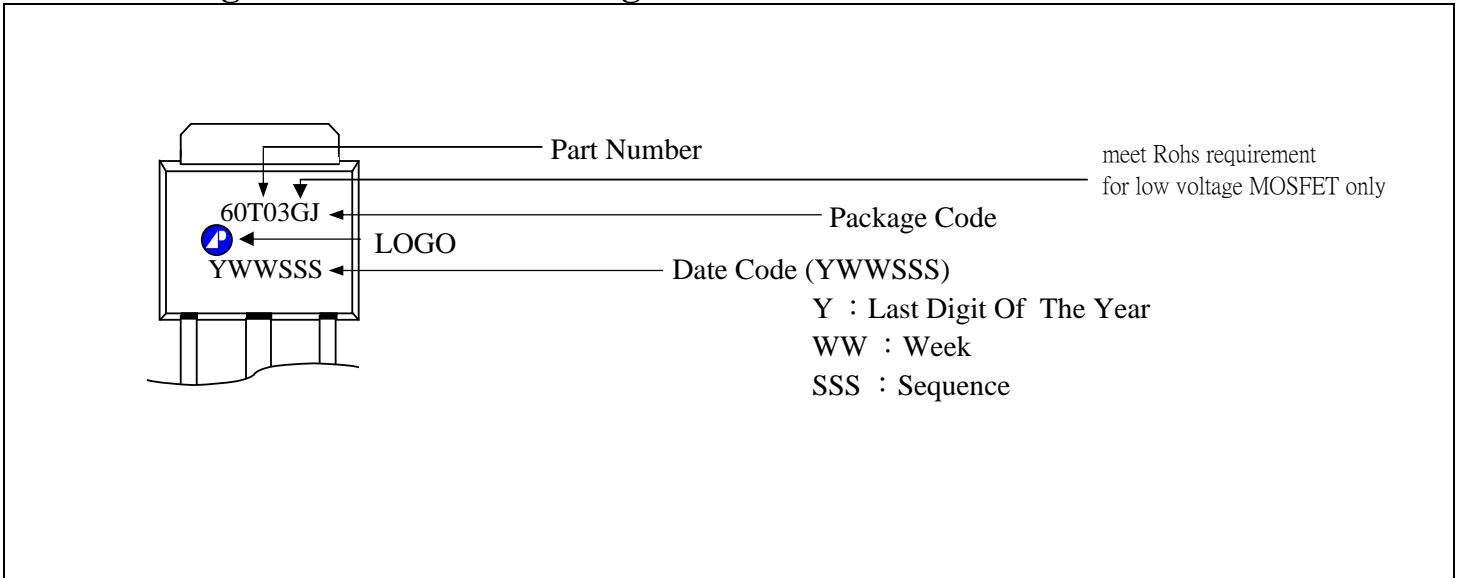 Part Number
meet Rohs requirement
for low voltage MOSFET only
60T03GJ
Package Code
LOGO
YWWSSS
Date Code (YWWSSS)
Y ：Last Digit Of The Year
WW ：Week
SSS ：Sequence